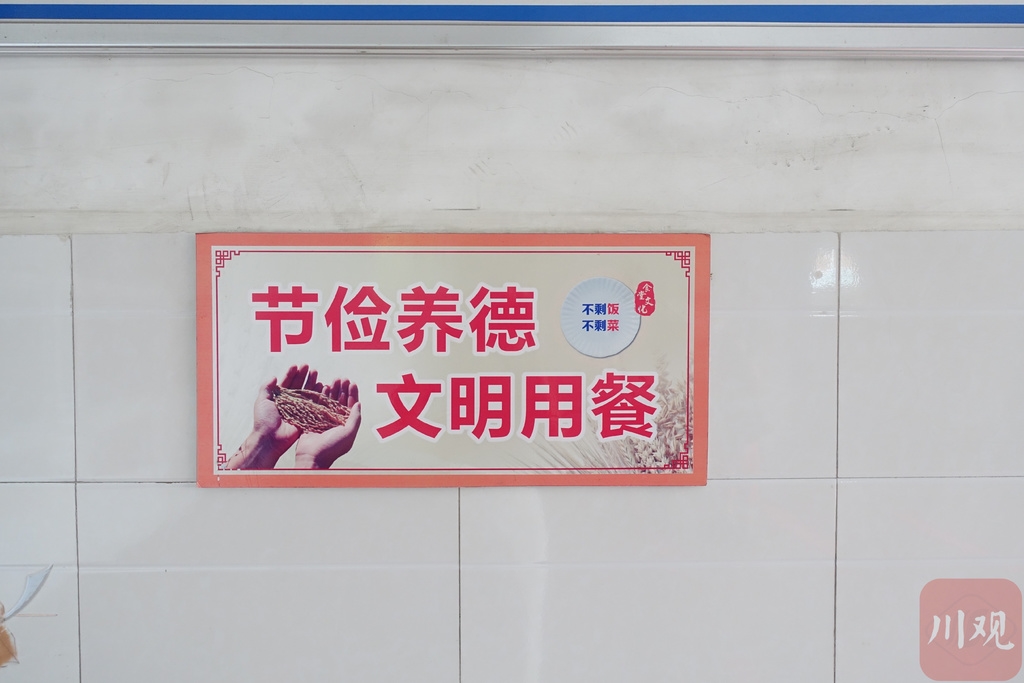 节俭养德
文明用餐
不剩饭
不剩菜
食堂文化
川观